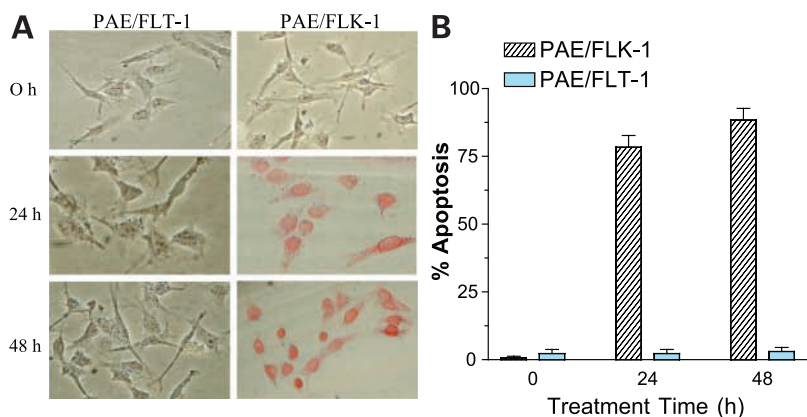 A
PAE/FLT-1 PAE/FLK-1
O h
24 h
48 h
B
PAE/FLK-1
PAE/FLT-1
100
75
50
25
0
% Apoptosis
0 24 48
Treatment Time (h)